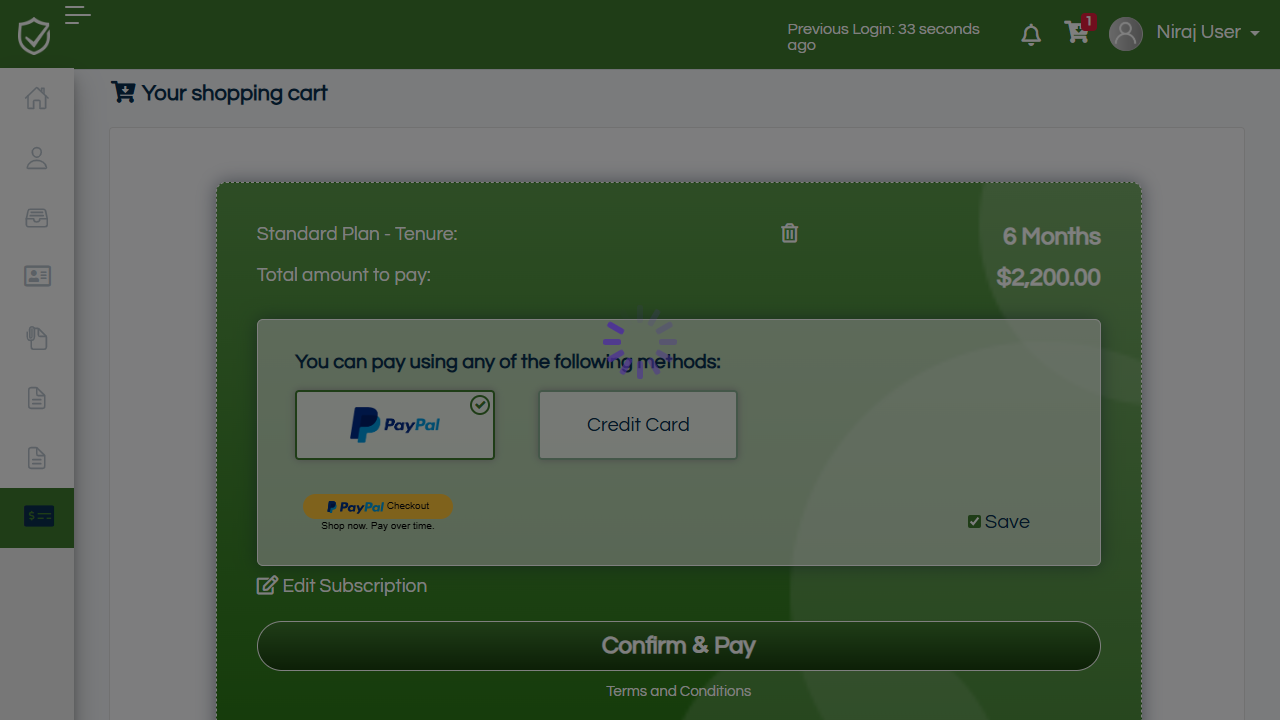 Previous Login: 33 seconds
ago
1
Niraj User
Your shopping cart
Standard Plan - Tenure:
6 Months
Total amount to pay:
$2,200.00
You can pay using any of the following methods:
PayPal
Credit Card
PayPal Checkout
Shop now. Pay over time.
Save
Edit Subscription
Confirm & Pay
Terms and Conditions